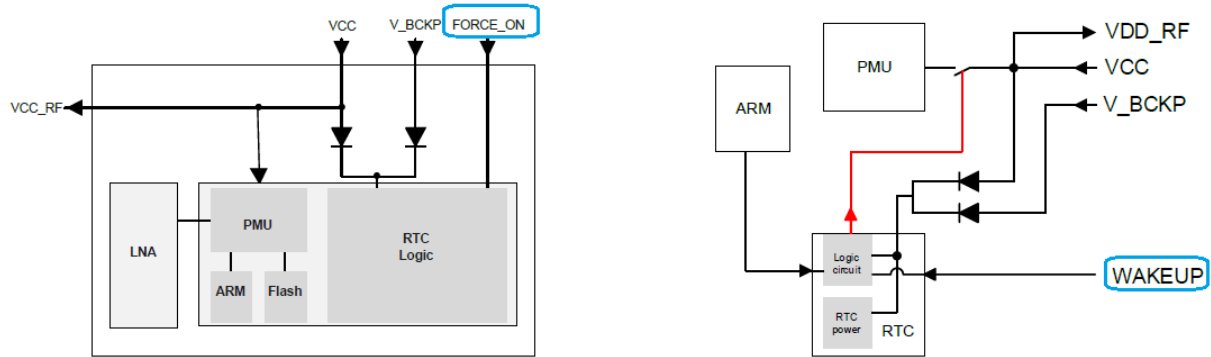 VCC
V_BCKP
FORCE_ON
VCC_RF
LNA
PMU
ARM
Flash
RTC
Logic
PMU
ARM
VDD_RF
VCC
V_BCKP
Logic
circuit
RTC
power
RTC
WAKEUP